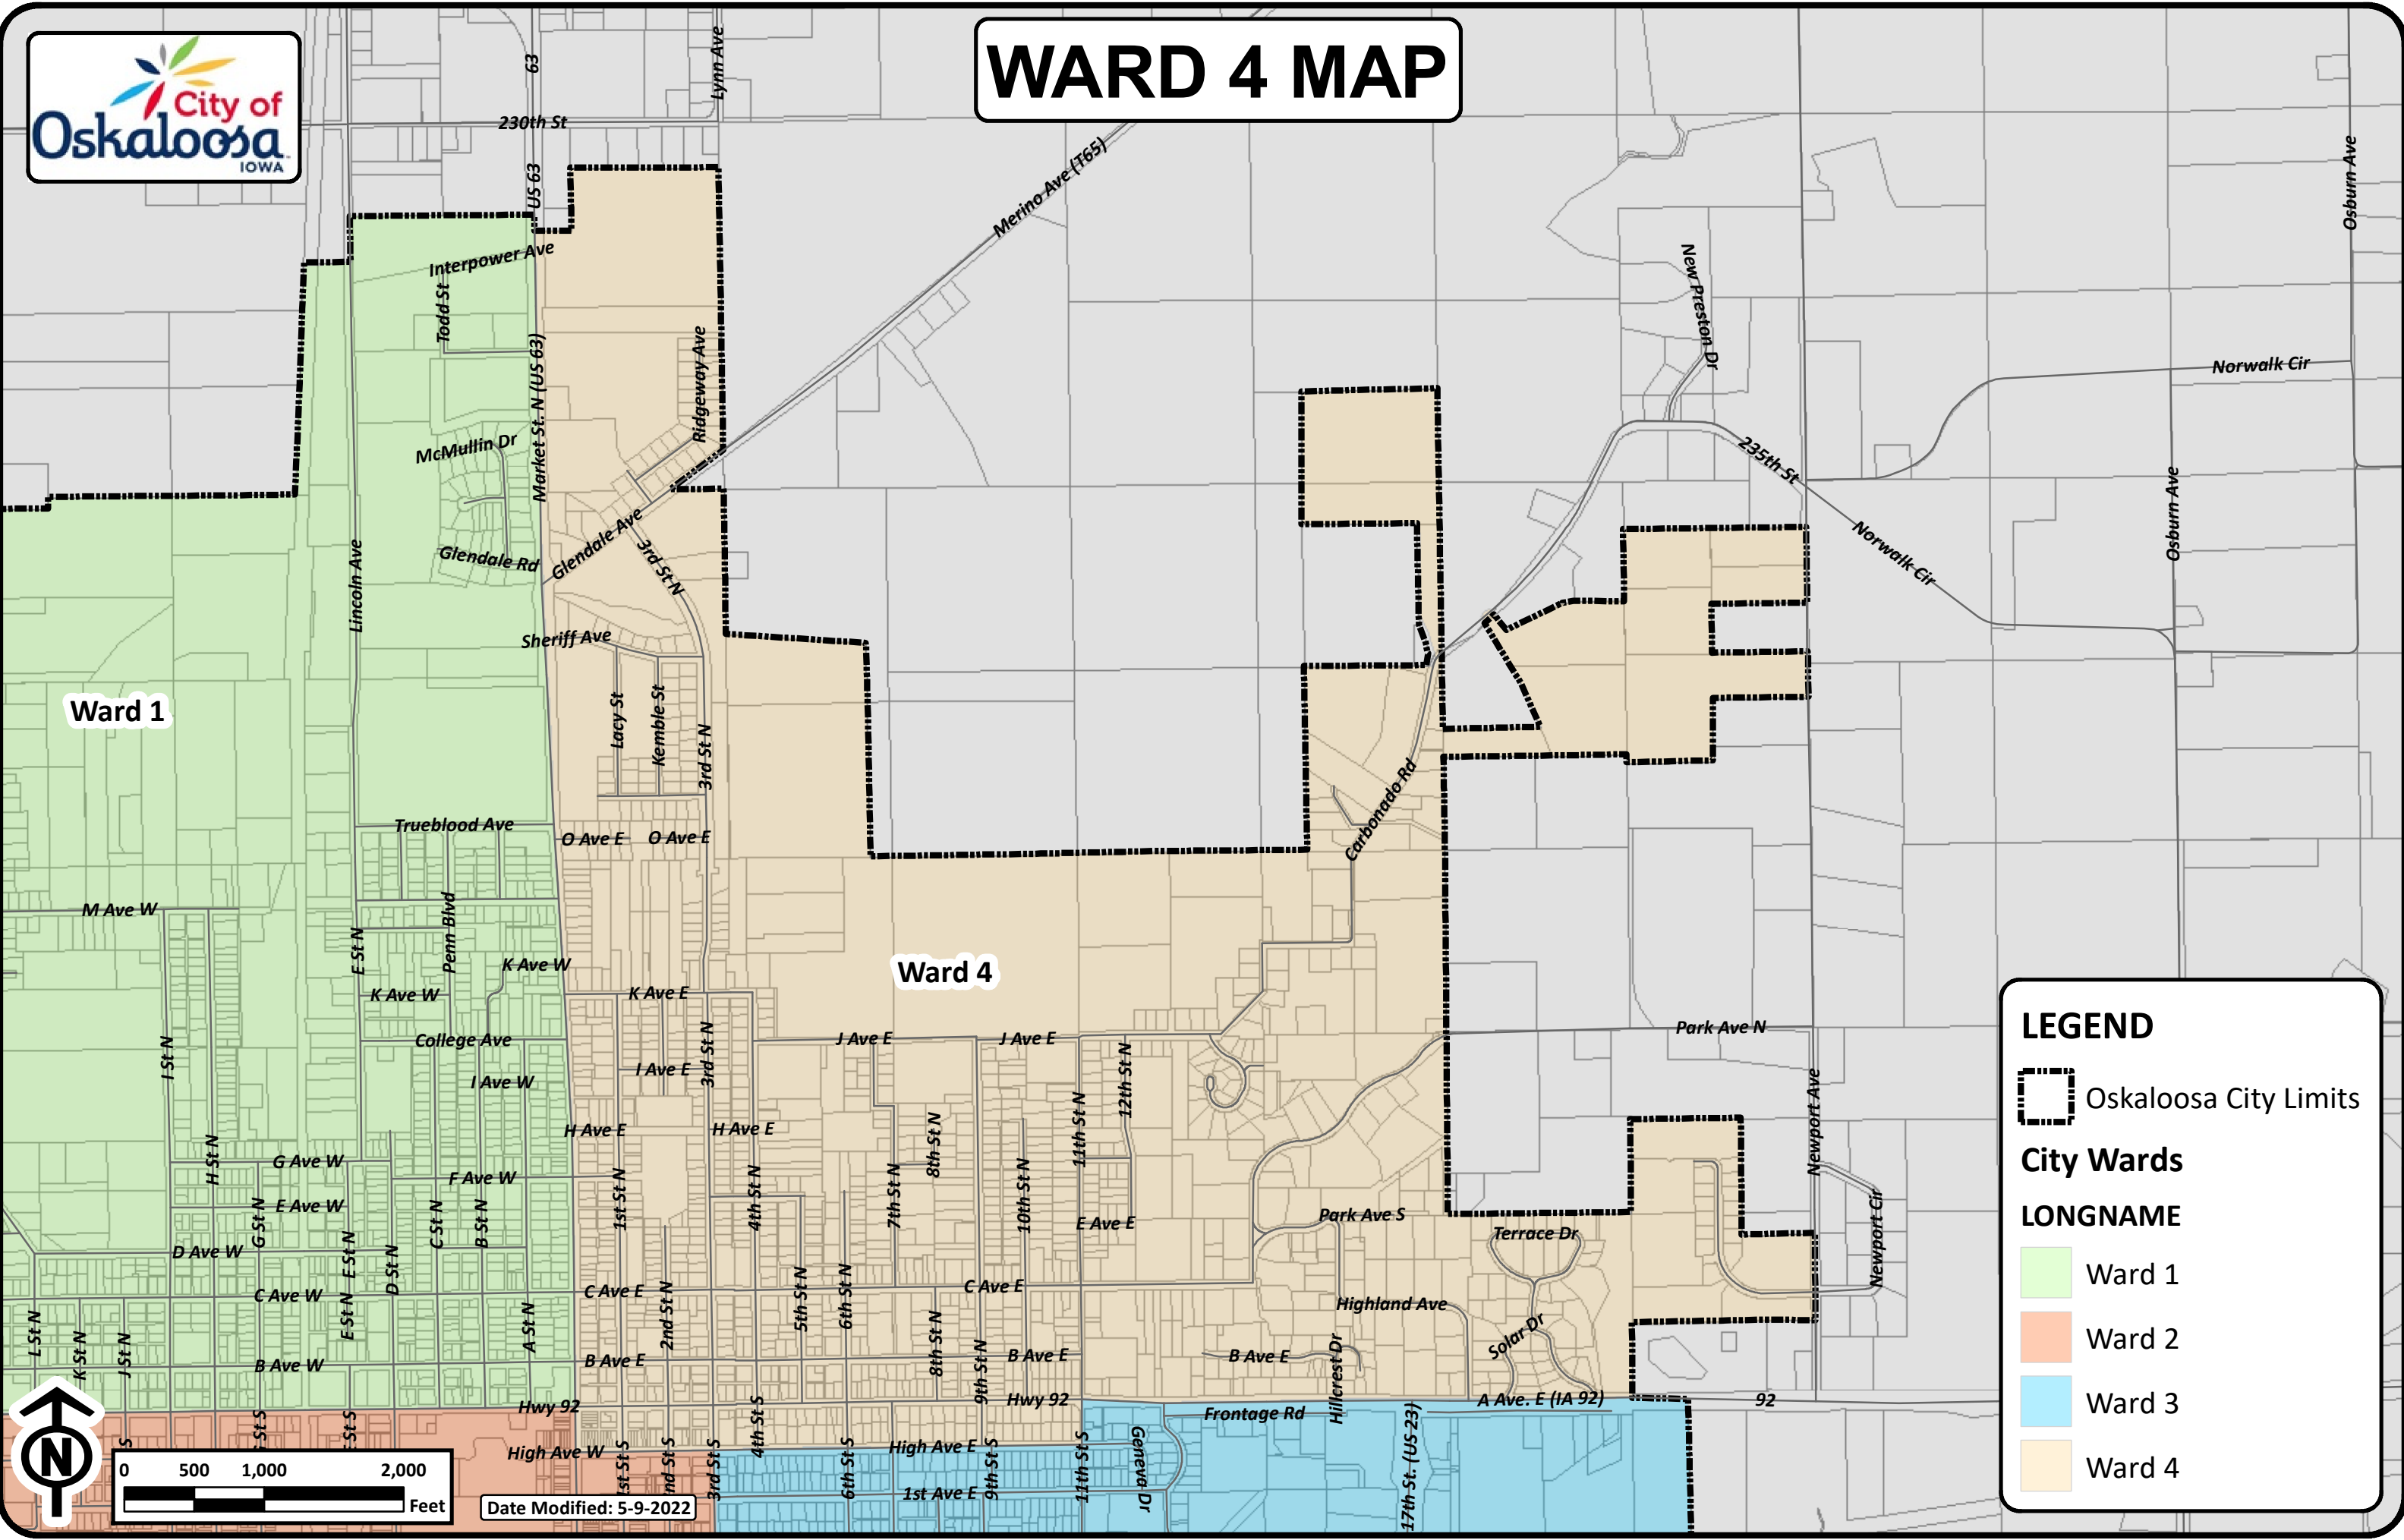 WARD 4 MAP
City of
Oskaloosa
IOWA
63
Lynn Ave
230th St
US 63
Merino Ave (T65)
Osburn Ave
Interpower Ave
Todd St
New Preston Dr
Market St. N (US 63)
Ridgeway Ave
Norwalk Cir
McMullin Dr
235th St
Glendale Ave
Glendale Rd
3rd St N
Norwalk Cir
Osburn Ave
Lincoln Ave
Sheriff Ave
Ward 1
Lacy St
Kemble St
3rd St N
Carbonado Rd
Trueblood Ave
O Ave E
O Ave E
M Ave W
Penn Blvd
E St N
K Ave W
Ward 4
K Ave W
K Ave E
College Ave
I St N
3rd St N
J Ave E
J Ave E
Park Ave N
I Ave E
I Ave W
12th St N
Newport Ave
H Ave E
H Ave E
8th St N
11th St N
H St N
G Ave W
F Ave W
E Ave W
G St N
E St N
D St N
C St N
B St N
1st St N
4th St N
7th St N
10th St N
E Ave E
Park Ave S
Terrace Dr
Newport Cir
D Ave W
C Ave W
C Ave E
C Ave E
2nd St N
5th St N
6th St N
Highland Ave
Solar Dr
L St N
K St N
J St N
E St N
A St N
B Ave W
B Ave E
8th St N
9th St N
B Ave E
B Ave E
Hillcrest Dr
Hwy 92
Hwy 92
A Ave. E (IA 92)
92
Frontage Rd
High Ave W
High Ave E
4th St S
3rd St S
6th St S
9th St S
11th St S
Geneva Dr
17th St. (US 23)
1st Ave E
N
0 500 1,000 2,000
Feet
Date Modified: 5-9-2022
LEGEND
Oskaloosa City Limits
City Wards
LONGNAME
Ward 1
Ward 2
Ward 3
Ward 4